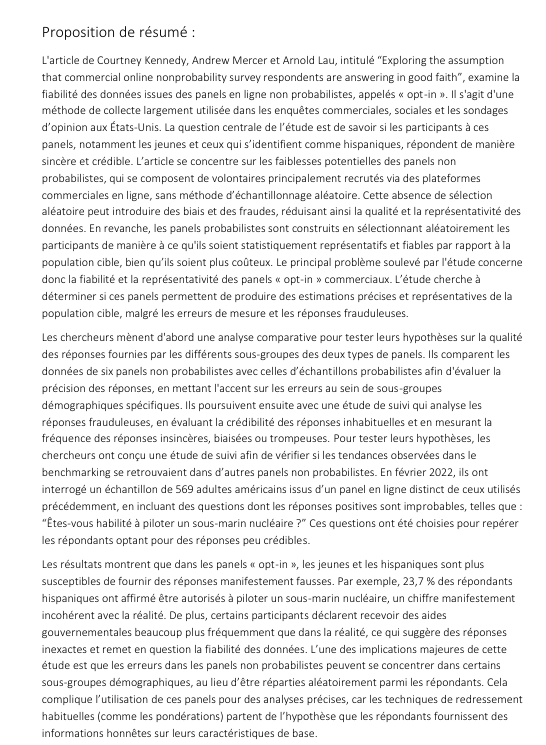 Proposition de résumé :
L'article de Courtney Kennedy, Andrew Mercer et Arnold Lau, intitulé “Exploring the assumption
that commercial online nonprobability survey respondents are answering in good faith”, examine la
fiabilité des données issues des panels en ligne non probabilistes, appelés « opt-in ». Il s'agit d'une
méthode de collecte largement utilisée dans les enquêtes commerciales, sociales et les sondages
d’opinion aux États-Unis. La question centrale de l’étude est de savoir si les participants à ces
panels, notamment les jeunes et ceux qui s’identifient comme hispaniques, répondent de manière
sincère et crédible. L’article se concentre sur les faiblesses potentielles des panels non
probabilistes, qui se composent de volontaires principalement recrutés via des plateformes
commerciales en ligne, sans méthode d’échantillonnage aléatoire. Cette absence de sélection
aléatoire peut introduire des biais et des fraudes, réduisant ainsi la qualité et la représentativité des
données. En revanche, les panels probabilistes sont construits en sélectionnant aléatoirement les
participants de manière à ce qu'ils soient statistiquement représentatifs et fiables par rapport à la
population cible, bien qu’ils soient plus coûteux. Le principal problème soulevé par l'étude concerne
donc la fiabilité et la représentativité des panels « opt-in » commerciaux. L’étude cherche à
déterminer si ces panels permettent de produire des estimations précises et représentatives de la
population cible, malgré les erreurs de mesure et les réponses frauduleuses.
Les chercheurs mènent d'abord une analyse comparative pour tester leurs hypothèses sur la qualité
des réponses fournies par les différents sous-groupes des deux types de panels. Ils comparent les
données de six panels non probabilistes avec celles d’échantillons probabilistes afin d'évaluer la
précision des réponses, en mettant l'accent sur les erreurs au sein de sous-groupes
démographiques spécifiques. Ils poursuivent ensuite avec une étude de suivi qui analyse les
réponses frauduleuses, en évaluant la crédibilité des réponses inhabituelles et en mesurant la
fréquence des réponses insincères, biaisées ou trompeuses. Pour tester leurs hypothèses, les
chercheurs ont conçu une étude de suivi afin de vérifier si les tendances observées dans le
benchmarking se retrouvaient dans d’autres panels non probabilistes. En février 2022, ils ont
interrogé un échantillon de 569 adultes américains issus d’un panel en ligne distinct de ceux utilisés
précédemment, en incluant des questions dont les réponses positives sont improbables, telles que :
“Êtes-vous habilité à piloter un sous-marin nucléaire ?” Ces questions ont été choisies pour repérer
les répondants optant pour des réponses peu crédibles.
Les résultats montrent que dans les panels « opt-in », les jeunes et les hispaniques sont plus
susceptibles de fournir des réponses manifestement fausses. Par exemple, 23,7 % des répondants
hispaniques ont affirmé être autorisés à piloter un sous-marin nucléaire, un chiffre manifestement
incohérent avec la réalité. De plus, certains participants déclarent recevoir des aides
gouvernementales beaucoup plus fréquemment que dans la réalité, ce qui suggère des réponses
inexactes et remet en question la fiabilité des données. L’une des implications majeures de cette
étude est que les erreurs dans les panels non probabilistes peuvent se concentrer dans certains
sous-groupes démographiques, au lieu d’être réparties aléatoirement parmi les répondants. Cela
complique l’utilisation de ces panels pour des analyses précises, car les techniques de redressement
habituelles (comme les pondérations) partent de l’hypothèse que les répondants fournissent des
informations honnêtes sur leurs caractéristiques de base.